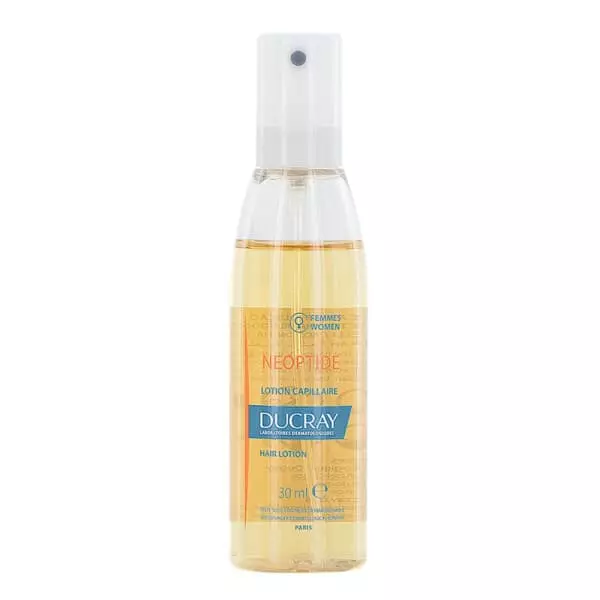 FEMMES
WOMEN
NEOPTIDE
LOTION CAPILLAIRE
DUCRAY
LABORATOIRES DERMATOLOGIQUES
HAIR LOTION
30 ml e
PARIS